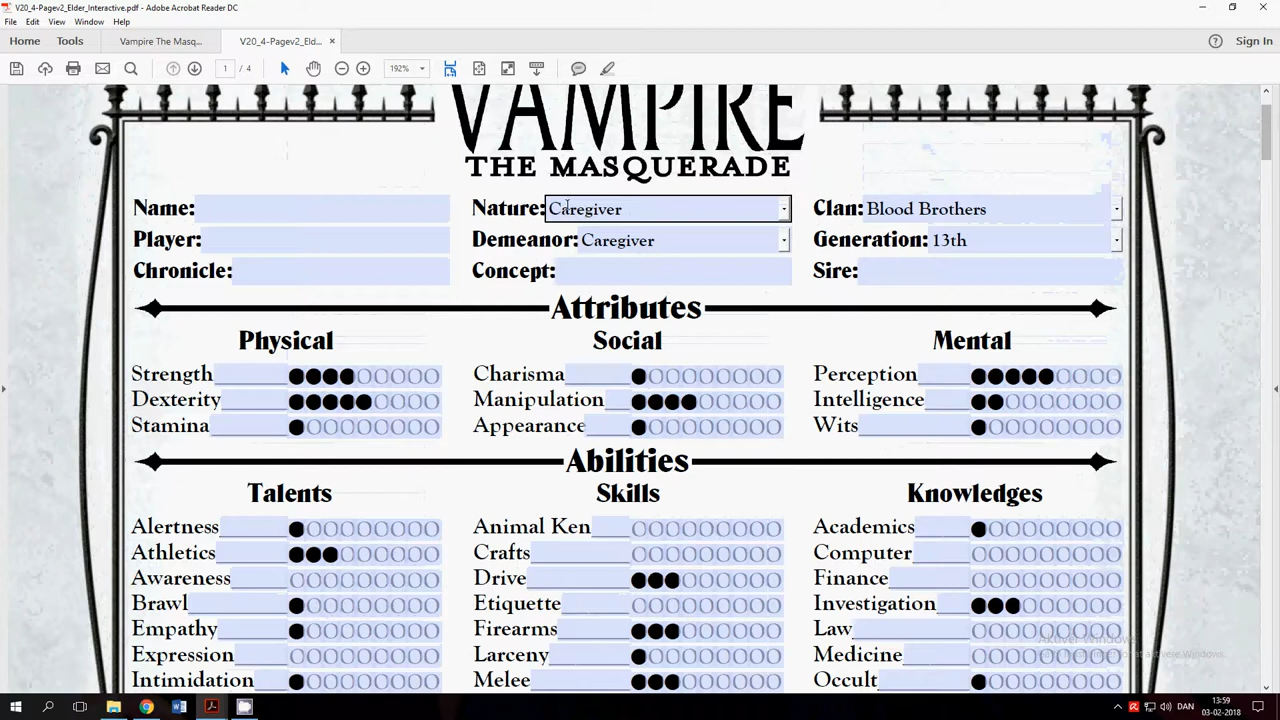 V20_4-Pagev2_Elder_Interactive.pdf - Adobe Acrobat Reader DC
File Edit View Window Help
Home Tools Vampire The Masq... V20_4-Pagev2_Eld... × Sign In
1 / 4 192%
VAMPIRE
THE MASQUERADE
Name: Nature: Caregiver Clan: Blood Brothers
Player: Demeanor: Caregiver Generation: 13th
Chronicle: Concept: Sire:
Attributes
Physical Social Mental
Strength Charisma Perception
Dexterity Manipulation Intelligence
Stamina Appearance Wits
Abilities
Talents Skills Knowledges
Alertness Animal Ken Academics
Athletics Crafts Computer
Awareness Drive Finance
Brawl Etiquette Investigation
Empathy Firearms Law
Expression Larceny Medicine
Intimidation Melee Occult
Aktiver Windows
DAN 13:59
03-02-2018